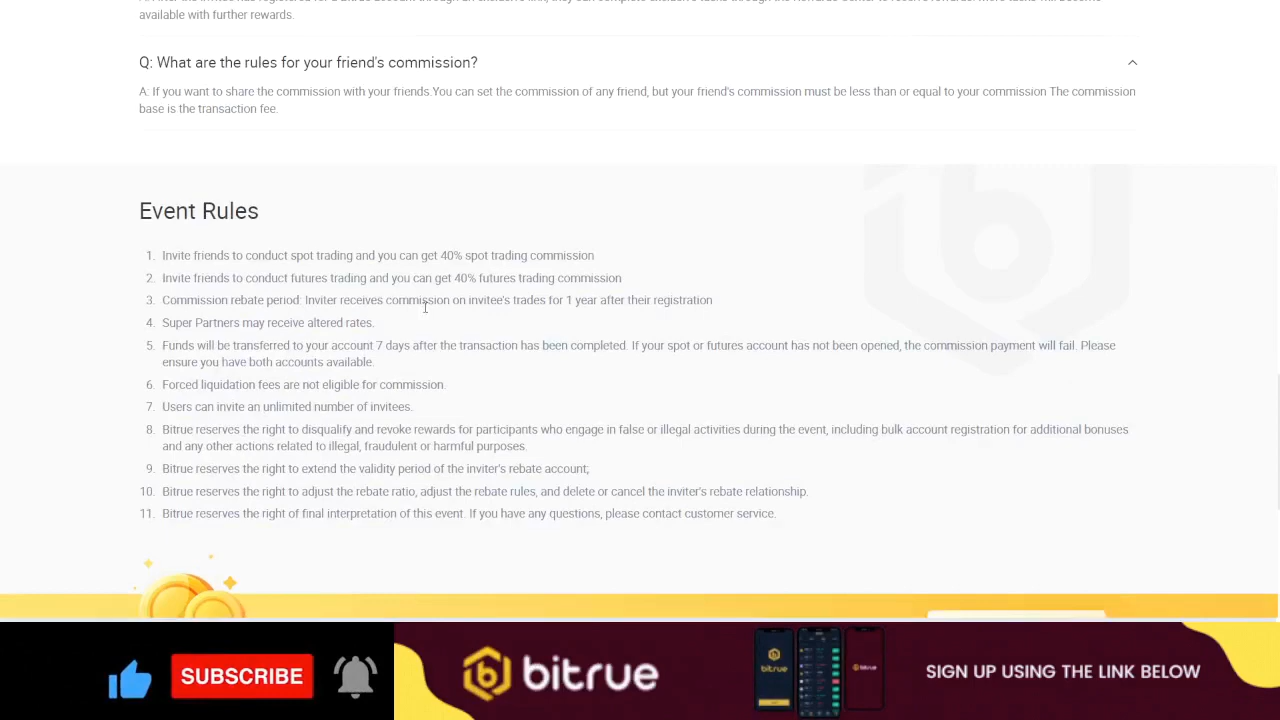 available with further rewards.
Q: What are the rules for your friend's commission?
A: If you want to share the commission with your friends.You can set the commission of any friend, but your friend's commission must be less than or equal to your commission The commission
base is the transaction fee.
Event Rules
1. Invite friends to conduct spot trading and you can get 40% spot trading commission
2. Invite friends to conduct futures trading and you can get 40% futures trading commission
3. Commission rebate period: Inviter receives commission on invitee's trades for 1 year after their registration
4. Super Partners may receive altered rates.
5. Funds will be transferred to your account 7 days after the transaction has been completed. If your spot or futures account has not been opened, the commission payment will fail. Please
ensure you have both accounts available.
6. Forced liquidation fees are not eligible for commission.
7. Users can invite an unlimited number of invitees.
8. Bitrue reserves the right to disqualify and revoke rewards for participants who engage in false or illegal activities during the event, including bulk account registration for additional bonuses
and any other actions related to illegal, fraudulent or harmful purposes.
9. Bitrue reserves the right to extend the validity period of the inviter's rebate account;
10. Bitrue reserves the right to adjust the rebate ratio, adjust the rebate rules, and delete or cancel the inviter's rebate relationship.
11. Bitrue reserves the right of final interpretation of this event. If you have any questions, please contact customer service.
SUBSCRIBE
bitrue
bitrue
bitrue
SIGN UP USING THE LINK BELOW